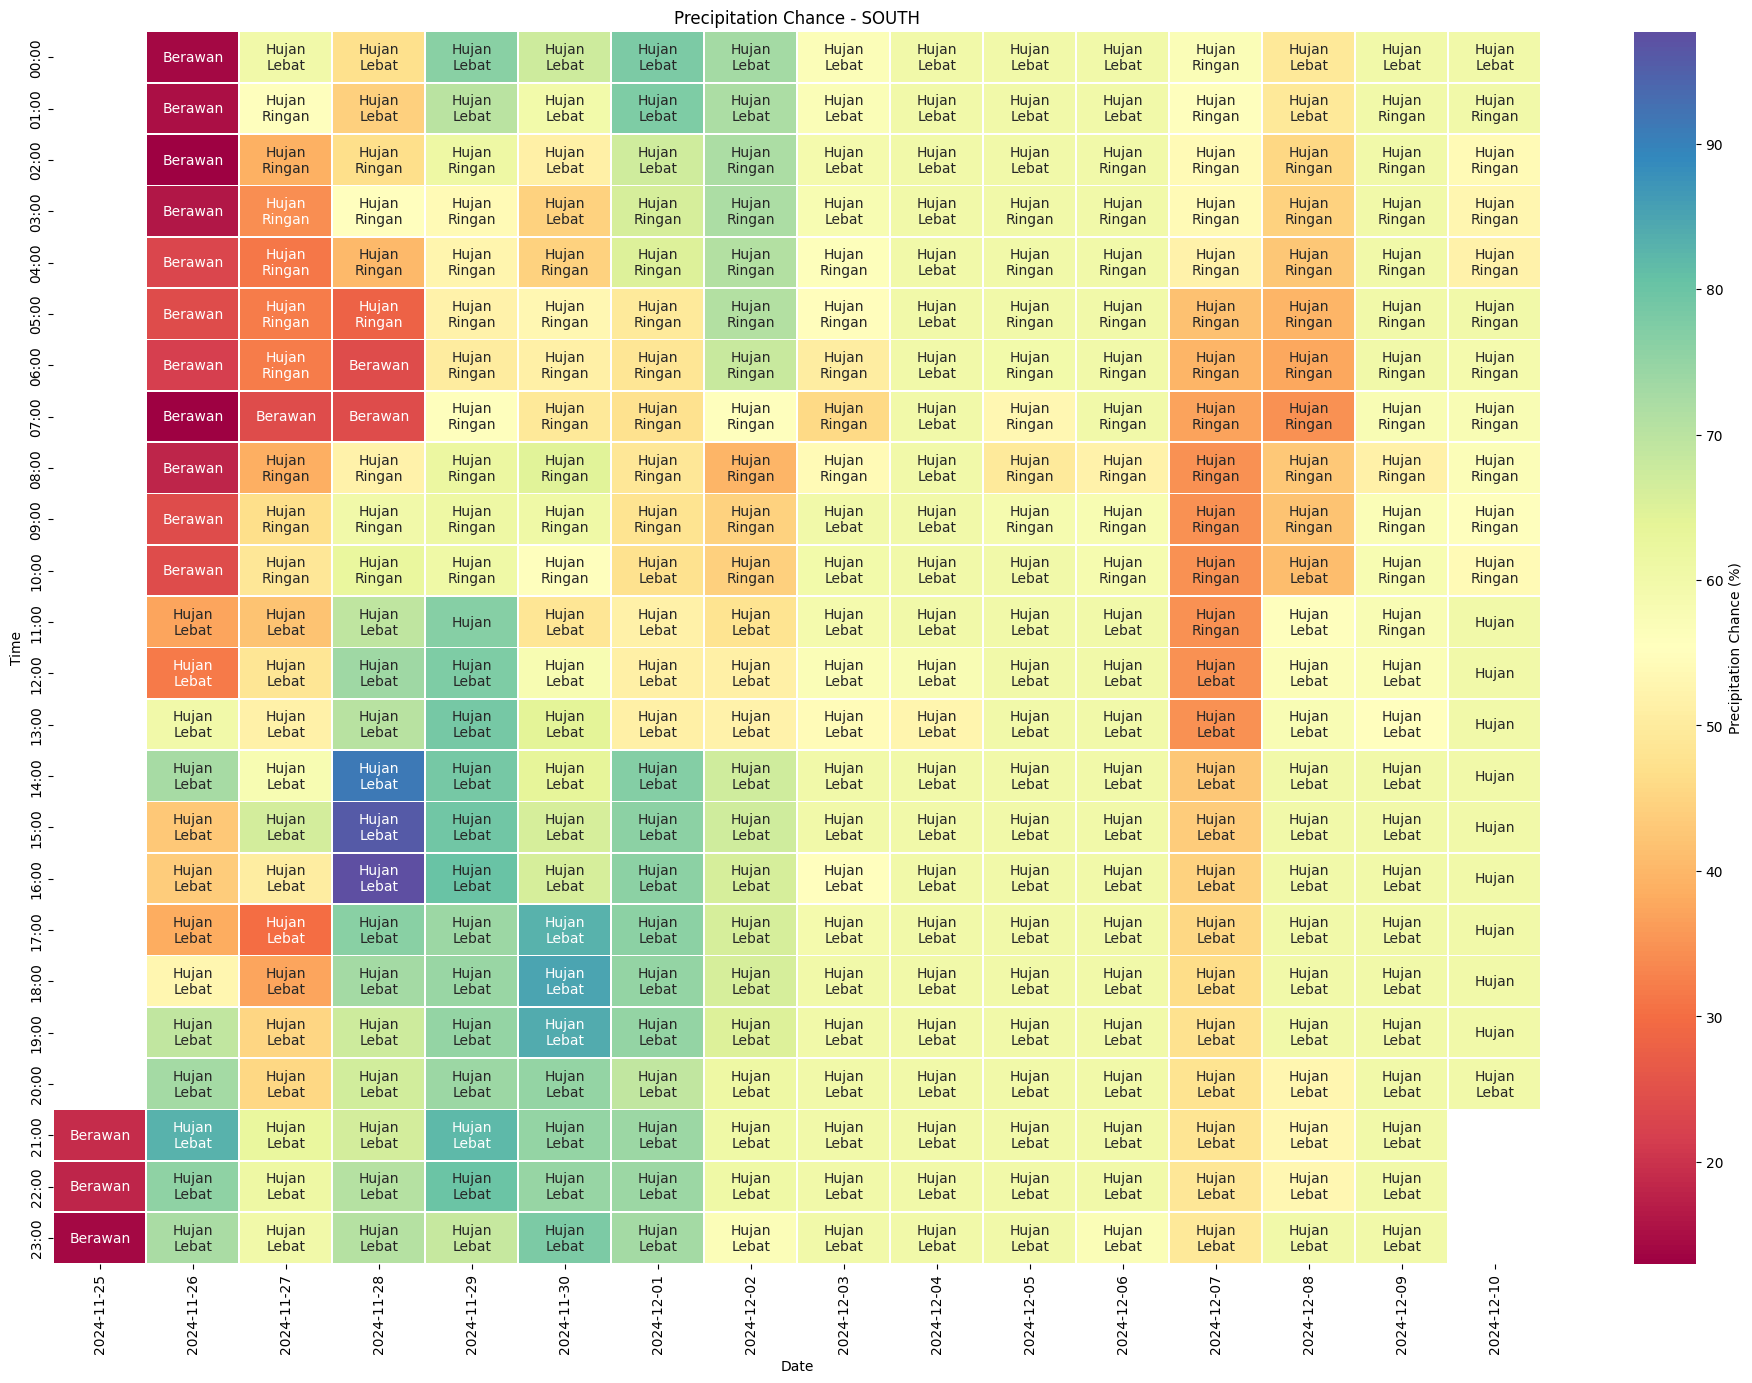 Precipitation Chance - SOUTH
00:00 Berawan Hujan Lebat Hujan Lebat Hujan Lebat Hujan Lebat Hujan Lebat Hujan Lebat Hujan Lebat Hujan Lebat Hujan Lebat Hujan Lebat Hujan Ringan Hujan Lebat Hujan Lebat Hujan Lebat
01:00 Berawan Hujan Ringan Hujan Lebat Hujan Lebat Hujan Lebat Hujan Lebat Hujan Lebat Hujan Lebat Hujan Lebat Hujan Lebat Hujan Lebat Hujan Ringan Hujan Lebat Hujan Ringan Hujan Ringan
02:00 Berawan Hujan Ringan Hujan Ringan Hujan Ringan Hujan Lebat Hujan Lebat Hujan Ringan Hujan Lebat Hujan Lebat Hujan Lebat Hujan Ringan Hujan Ringan Hujan Ringan Hujan Ringan Hujan Ringan
03:00 Berawan Hujan Ringan Hujan Ringan Hujan Ringan Hujan Lebat Hujan Ringan Hujan Ringan Hujan Lebat Hujan Lebat Hujan Ringan Hujan Ringan Hujan Ringan Hujan Ringan Hujan Ringan Hujan Ringan
04:00 Berawan Hujan Ringan Hujan Ringan Hujan Ringan Hujan Ringan Hujan Ringan Hujan Ringan Hujan Ringan Hujan Lebat Hujan Ringan Hujan Ringan Hujan Ringan Hujan Ringan Hujan Ringan Hujan Ringan
05:00 Berawan Hujan Ringan Hujan Ringan Hujan Ringan Hujan Ringan Hujan Ringan Hujan Ringan Hujan Ringan Hujan Lebat Hujan Ringan Hujan Ringan Hujan Ringan Hujan Ringan Hujan Ringan Hujan Ringan
06:00 Berawan Hujan Ringan Berawan Hujan Ringan Hujan Ringan Hujan Ringan Hujan Ringan Hujan Ringan Hujan Lebat Hujan Ringan Hujan Ringan Hujan Ringan Hujan Ringan Hujan Ringan Hujan Ringan
07:00 Berawan Berawan Berawan Hujan Ringan Hujan Ringan Hujan Ringan Hujan Ringan Hujan Ringan Hujan Lebat Hujan Ringan Hujan Ringan Hujan Ringan Hujan Ringan Hujan Ringan Hujan Ringan
08:00 Berawan Hujan Ringan Hujan Ringan Hujan Ringan Hujan Ringan Hujan Ringan Hujan Ringan Hujan Ringan Hujan Lebat Hujan Ringan Hujan Ringan Hujan Ringan Hujan Ringan Hujan Ringan Hujan Ringan
09:00 Berawan Hujan Ringan Hujan Ringan Hujan Ringan Hujan Ringan Hujan Ringan Hujan Ringan Hujan Lebat Hujan Lebat Hujan Ringan Hujan Ringan Hujan Ringan Hujan Ringan Hujan Ringan Hujan Ringan
10:00 Berawan Hujan Ringan Hujan Ringan Hujan Ringan Hujan Ringan Hujan Lebat Hujan Ringan Hujan Lebat Hujan Lebat Hujan Lebat Hujan Ringan Hujan Ringan Hujan Lebat Hujan Ringan Hujan Ringan
11:00 Hujan Lebat Hujan Lebat Hujan Lebat Hujan Hujan Lebat Hujan Lebat Hujan Lebat Hujan Lebat Hujan Lebat Hujan Lebat Hujan Lebat Hujan Ringan Hujan Lebat Hujan Ringan Hujan
12:00 Hujan Lebat Hujan Lebat Hujan Lebat Hujan Lebat Hujan Lebat Hujan Lebat Hujan Lebat Hujan Lebat Hujan Lebat Hujan Lebat Hujan Lebat Hujan Lebat Hujan Lebat Hujan Lebat Hujan
13:00 Hujan Lebat Hujan Lebat Hujan Lebat Hujan Lebat Hujan Lebat Hujan Lebat Hujan Lebat Hujan Lebat Hujan Lebat Hujan Lebat Hujan Lebat Hujan Lebat Hujan Lebat Hujan Lebat Hujan
14:00 Hujan Lebat Hujan Lebat Hujan Lebat Hujan Lebat Hujan Lebat Hujan Lebat Hujan Lebat Hujan Lebat Hujan Lebat Hujan Lebat Hujan Lebat Hujan Lebat Hujan Lebat Hujan Lebat Hujan
15:00 Hujan Lebat Hujan Lebat Hujan Lebat Hujan Lebat Hujan Lebat Hujan Lebat Hujan Lebat Hujan Lebat Hujan Lebat Hujan Lebat Hujan Lebat Hujan Lebat Hujan Lebat Hujan Lebat Hujan
16:00 Hujan Lebat Hujan Lebat Hujan Lebat Hujan Lebat Hujan Lebat Hujan Lebat Hujan Lebat Hujan Lebat Hujan Lebat Hujan Lebat Hujan Lebat Hujan Lebat Hujan Lebat Hujan Lebat Hujan
17:00 Hujan Lebat Hujan Lebat Hujan Lebat Hujan Lebat Hujan Lebat Hujan Lebat Hujan Lebat Hujan Lebat Hujan Lebat Hujan Lebat Hujan Lebat Hujan Lebat Hujan Lebat Hujan Lebat Hujan
18:00 Hujan Lebat Hujan Lebat Hujan Lebat Hujan Lebat Hujan Lebat Hujan Lebat Hujan Lebat Hujan Lebat Hujan Lebat Hujan Lebat Hujan Lebat Hujan Lebat Hujan Lebat Hujan Lebat Hujan
19:00 Hujan Lebat Hujan Lebat Hujan Lebat Hujan Lebat Hujan Lebat Hujan Lebat Hujan Lebat Hujan Lebat Hujan Lebat Hujan Lebat Hujan Lebat Hujan Lebat Hujan Lebat Hujan Lebat Hujan
20:00 Hujan Lebat Hujan Lebat Hujan Lebat Hujan Lebat Hujan Lebat Hujan Lebat Hujan Lebat Hujan Lebat Hujan Lebat Hujan Lebat Hujan Lebat Hujan Lebat Hujan Lebat Hujan Lebat Hujan Lebat
21:00 Berawan Hujan Lebat Hujan Lebat Hujan Lebat Hujan Lebat Hujan Lebat Hujan Lebat Hujan Lebat Hujan Lebat Hujan Lebat Hujan Lebat Hujan Lebat Hujan Lebat Hujan Lebat Hujan Lebat
22:00 Berawan Hujan Lebat Hujan Lebat Hujan Lebat Hujan Lebat Hujan Lebat Hujan Lebat Hujan Lebat Hujan Lebat Hujan Lebat Hujan Lebat Hujan Lebat Hujan Lebat Hujan Lebat Hujan Lebat
23:00 Berawan Hujan Lebat Hujan Lebat Hujan Lebat Hujan Lebat Hujan Lebat Hujan Lebat Hujan Lebat Hujan Lebat Hujan Lebat Hujan Lebat Hujan Lebat Hujan Lebat Hujan Lebat Hujan Lebat
Time
2024-11-25 2024-11-26 2024-11-27 2024-11-28 2024-11-29 2024-11-30 2024-12-01 2024-12-02 2024-12-03 2024-12-04 2024-12-05 2024-12-06 2024-12-07 2024-12-08 2024-12-09 2024-12-10
Date
90
80
70
60
50
40
30
20
Precipitation Chance (%)